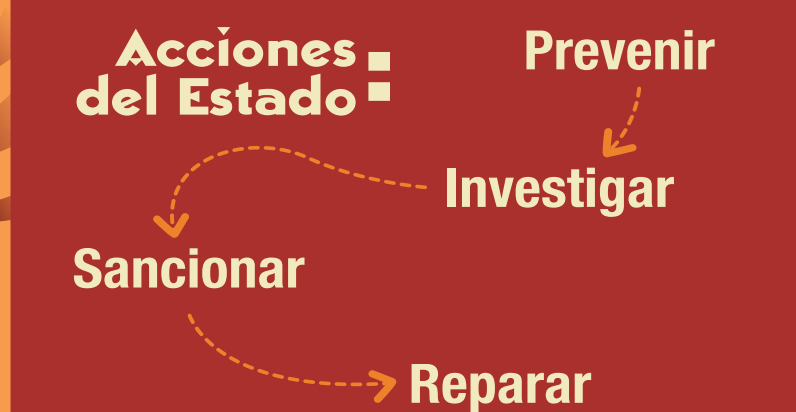 Acciones
del Estado:
Prevenir
Investigar
Sancionar
Reparar